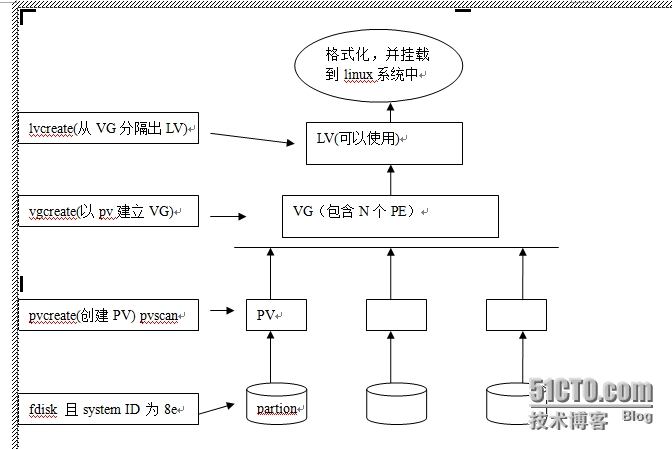 格式化，并挂载
到 linux 系统中
lvcreate(从 VG 分隔出 LV)
LV(可以使用)
vgcreate(以 pv 建立 VG)
VG（包含 N 个 PE）
pvcreate(创建 PV) pvscan
PV
fdisk 且 system ID 为 8e
partion
51CTO.com
技术博客 Blog